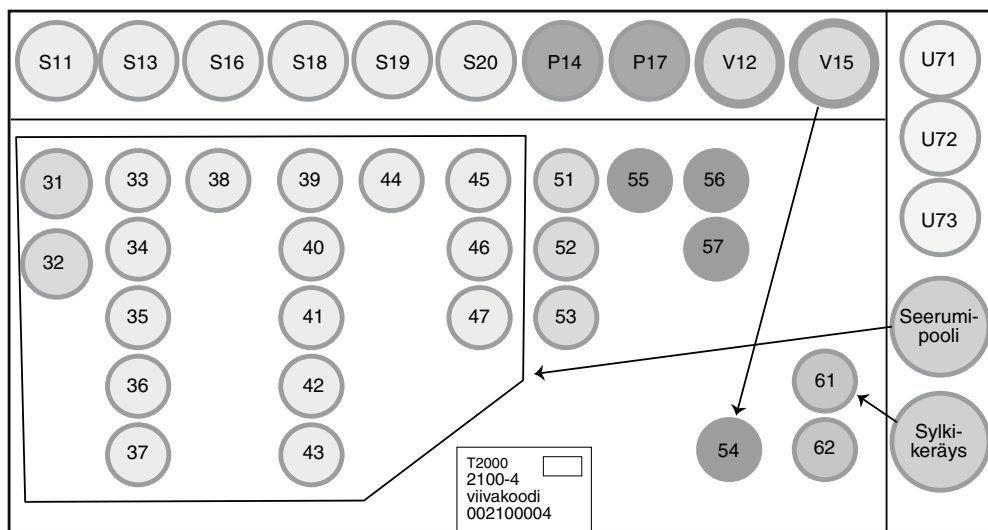 S11 S13 S16 S18 S19 S20 P14 P17 V12 V15 U71
U72
U73
31 33 38 39 44 45 51 55 56
32 34 40 46 52 57
35 41 47 53
36 42
37 43
61
54 62
Seerumi-
pooli
Sylki-
keräys
T2000
2100-4
viivakoodi
002100004